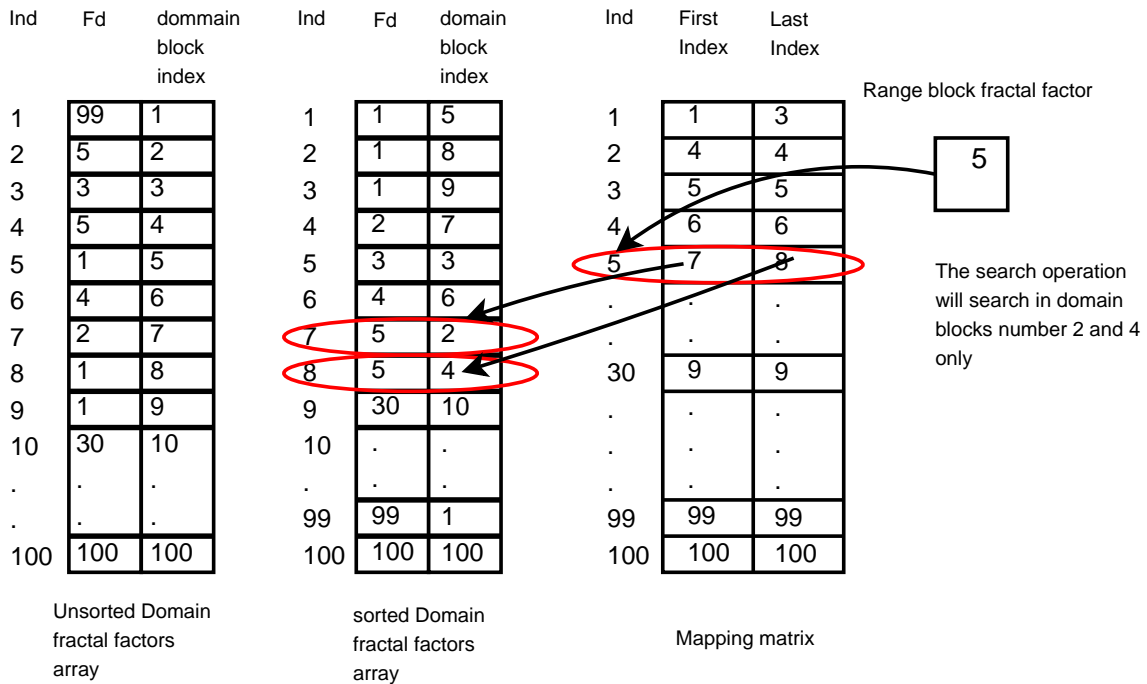 Ind Fd dommain block index
1 99 1
2 5 2
3 3 3
4 5 4
5 1 5
6 4 6
7 2 7
8 1 8
9 1 9
10 30 10
. . .
. . .
100 100 100
Unsorted Domain
fractal factors
array
Ind Fd domain block index
1 1 5
2 1 8
3 1 9
4 2 7
5 3 3
6 4 6
7 5 2
8 5 4
9 30 10
10 . .
. . .
99 99 1
100 100 100
sorted Domain
fractal factors
array
Ind First Index Last Index
1 1 3
2 4 4
3 5 5
4 6 6
5 7 8
. . .
. . .
30 9 9
. . .
. . .
. . .
99 99 99
100 100 100
Mapping matrix
Range block fractal factor
5
The search operation
will search in domain
blocks number 2 and 4
only